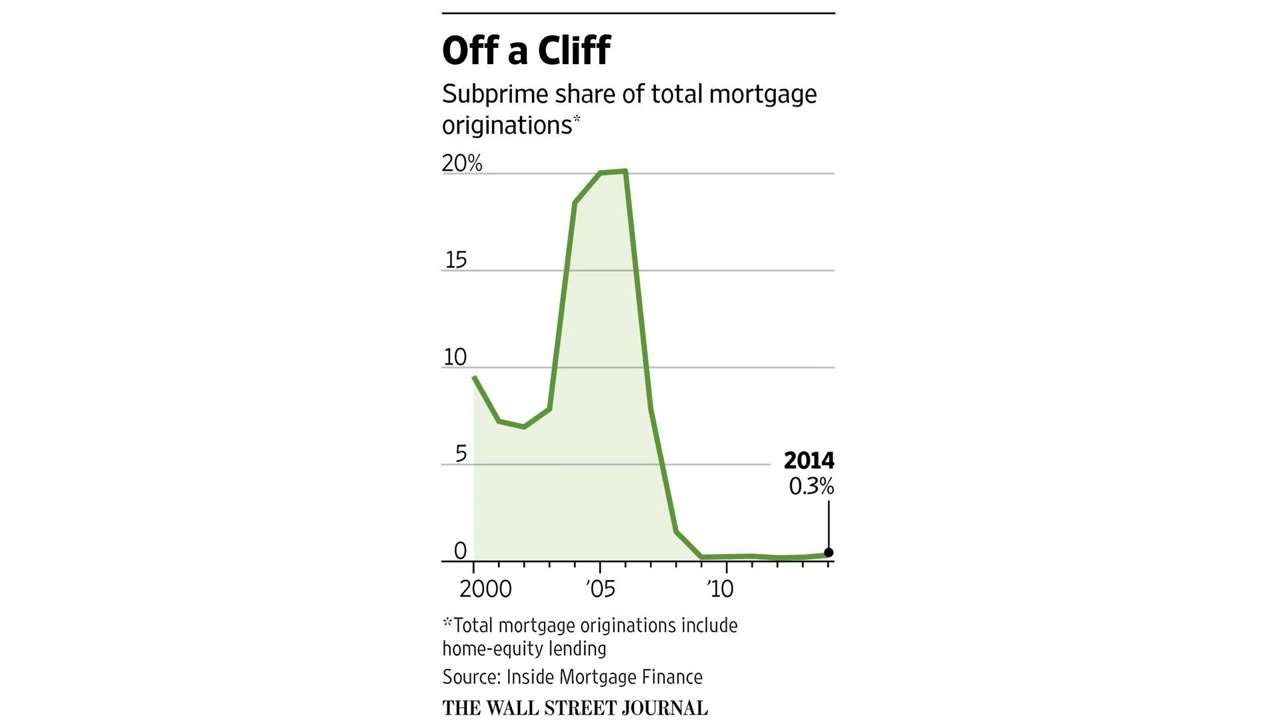 Off a Cliff
Subprime share of total mortgage
originations*
20%
15
10
5
2014
0.3%
0
2000 ’05 ’10
*Total mortgage originations include
home-equity lending
Source: Inside Mortgage Finance
THE WALL STREET JOURNAL